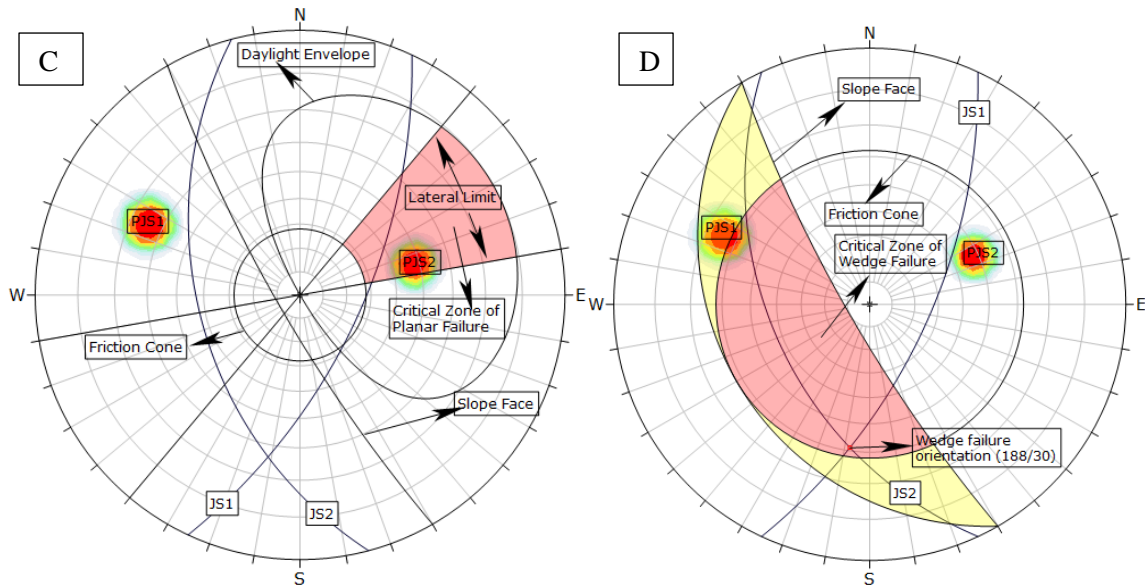 C
N
Daylight Envelope
PJS1
Lateral Limit
PJS2
W
E
Critical Zone of
Planar Failure
Friction Cone
Slope Face
JS1
JS2
S
D
N
Slope Face
JS1
Friction Cone
PJS1
Critical Zone of
Wedge Failure
PJS2
W
E
Wedge failure
orientation (188/30)
JS2
S